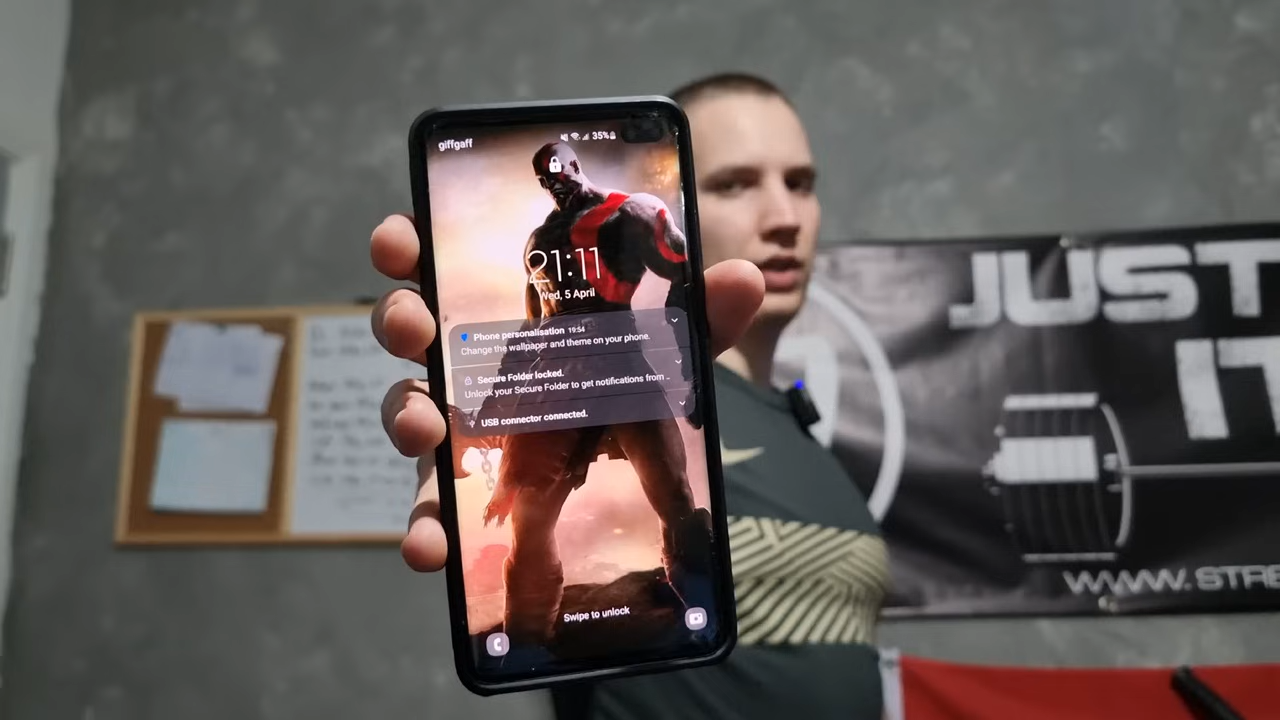 giffgaff
35%
21:11
Wed, 5 April
Phone personalisation 19:54
Change the wallpaper and theme on your phone.
Secure Folder locked.
Unlock your Secure Folder to get notifications from ..
USB connector connected.
Swipe to unlock
JUST
IT
WWW.STRE